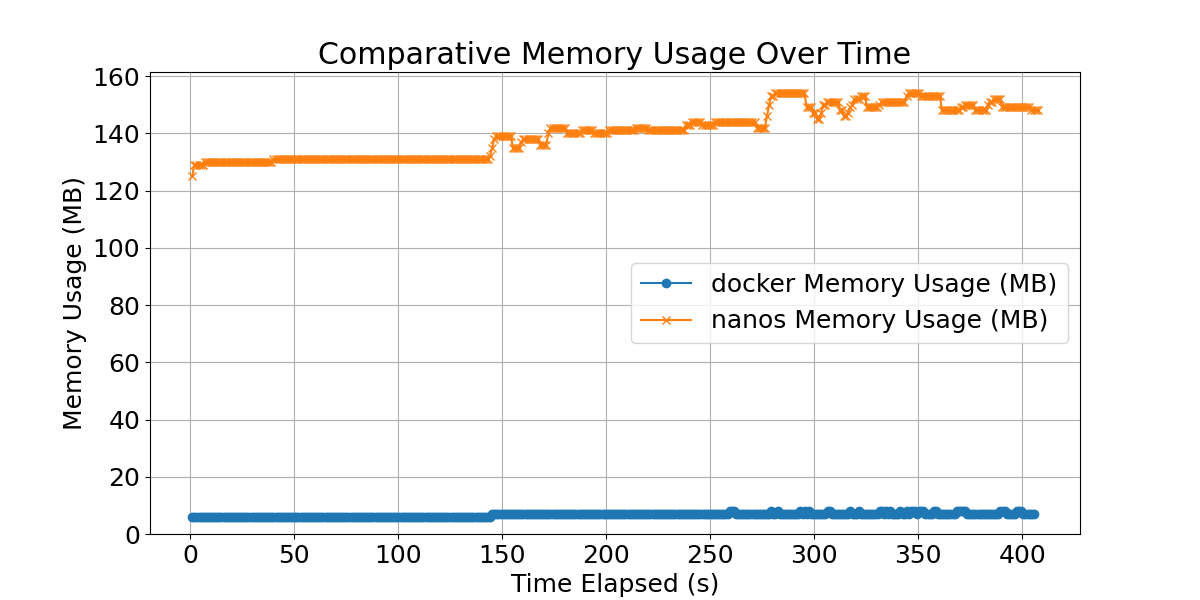 Comparative Memory Usage Over Time
Memory Usage (MB)
160
140
120
100
80
60
40
20
0
docker Memory Usage (MB)
nanos Memory Usage (MB)
0 50 100 150 200 250 300 350 400
Time Elapsed (s)